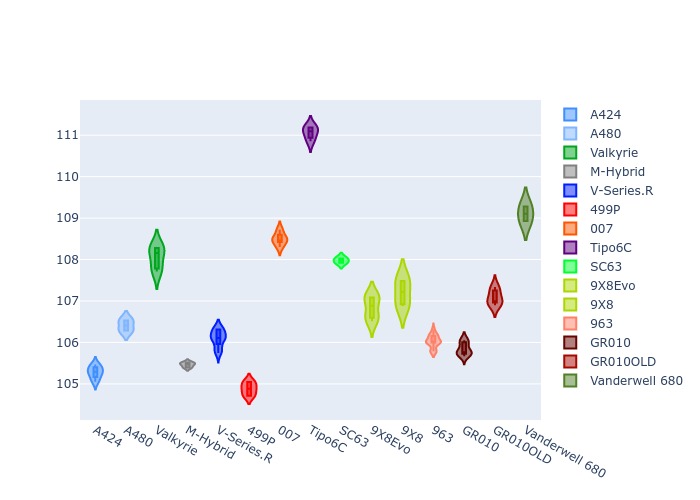 111
110
109
108
107
106
105
A424
A480
Valkyrie
M-Hybrid
V-Series.R
499P
007
Tipo6C
SC63
9X8Evo
9X8
963
GR010
GR010OLD
Vanderwell 680
A424
A480
Valkyrie
M-Hybrid
V-Series.R
499P
007
Tipo6C
SC63
9X8Evo
9X8
963
GR010
GR010OLD
Vanderwell 680